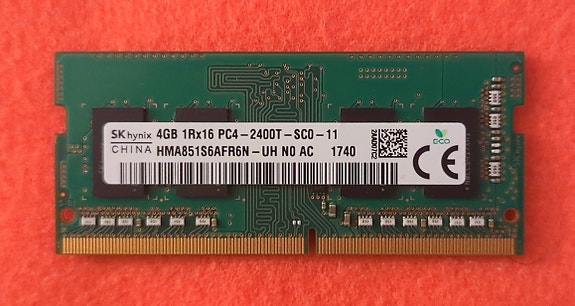 SK hynix 4GB 1Rx16 PC4-2400T-SC0-11
CHINA HMA851S6AFR6N-UH N0 AC 1740
ECO
CE